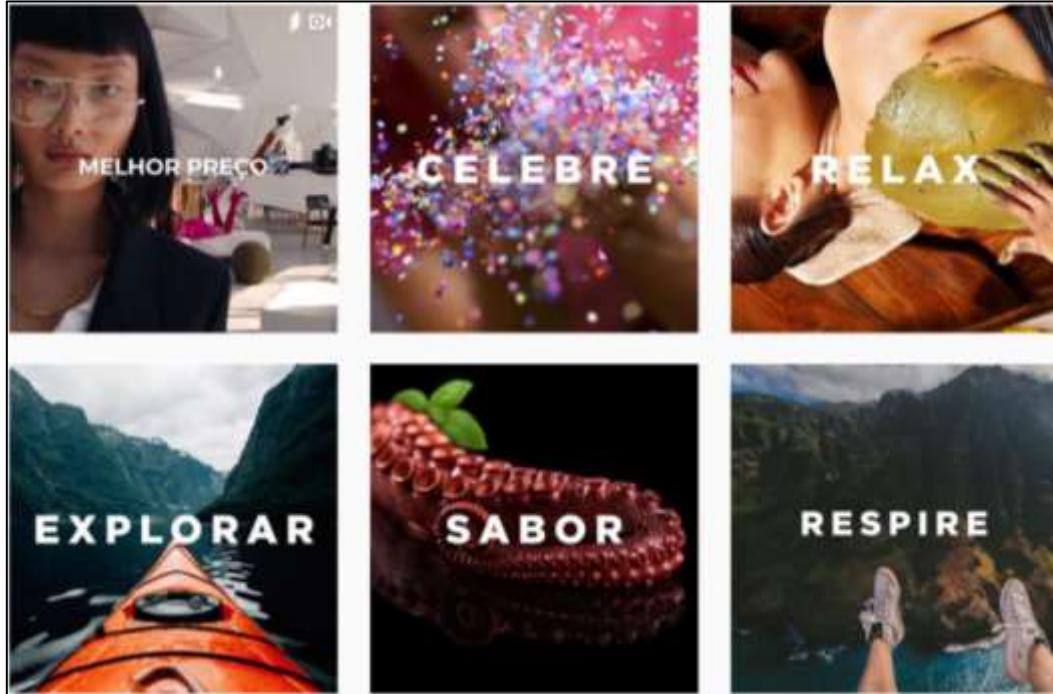 MELHOR PREÇO
CELEBRE
RELAX
EXPLORAR
SABOR
RESPIRE